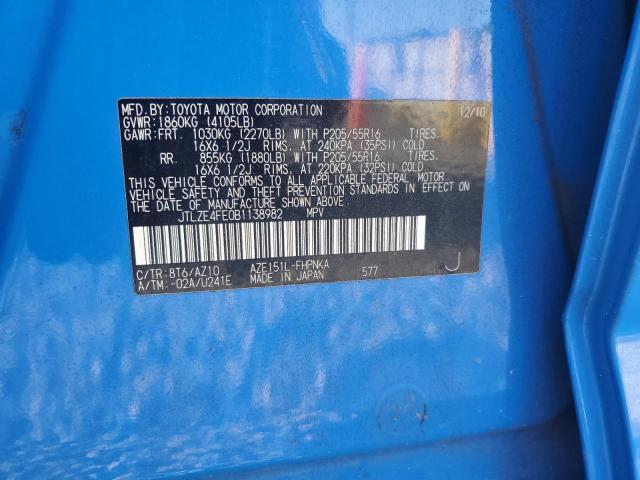 MFD.BY:TOYOTA MOTOR CORPORATION 12/10
GVWR:1860KG (4105LB)
GAWR:FRT. 1030KG (2270LB) WITH P205/55R16 TIRES,
16X6 1/2J RIMS, AT 240KPA (35PSI) COLD
RR. 855KG (1880LB) WITH P205/55R16 TIRES,
16X6 1/2J RIMS, AT 220KPA (32PSI) COLD
THIS VEHICLE CONFORMS TO ALL APPLICABLE FEDERAL MOTOR
VEHICLE SAFETY AND THEFT PREVENTION STANDARDS IN EFFECT ON
THE DATE OF MANUFACTURE SHOWN ABOVE.
JTLZE4FE0B1138982 MPV
C/TR:8T6/AZ10 AZE151L-FHPNKA
A/TM:-02A/U241E MADE IN JAPAN 577 J